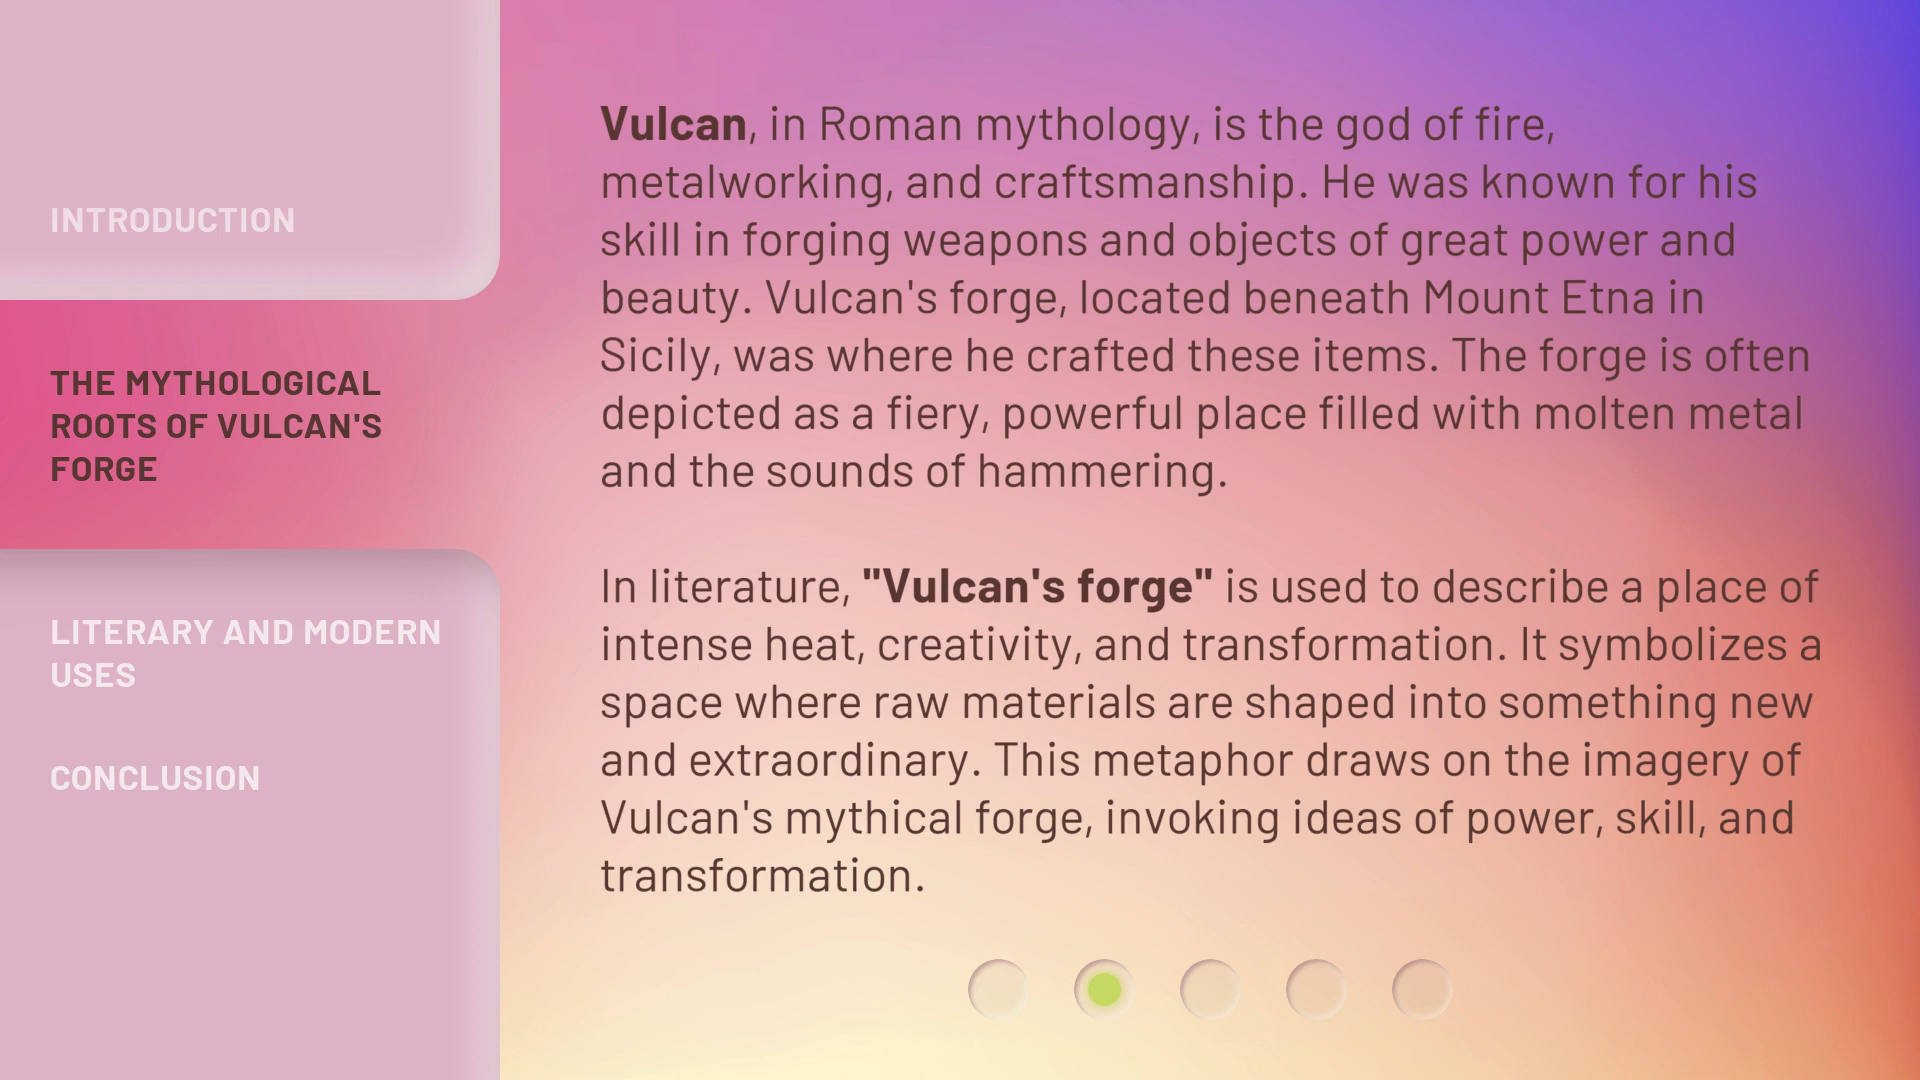 INTRODUCTION
THE MYTHOLOGICAL
ROOTS OF VULCAN'S
FORGE
LITERARY AND MODERN
USES
CONCLUSION
Vulcan, in Roman mythology, is the god of fire,
metalworking, and craftsmanship. He was known for his
skill in forging weapons and objects of great power and
beauty. Vulcan's forge, located beneath Mount Etna in
Sicily, was where he crafted these items. The forge is often
depicted as a fiery, powerful place filled with molten metal
and the sounds of hammering.
In literature, "Vulcan's forge" is used to describe a place of
intense heat, creativity, and transformation. It symbolizes a
space where raw materials are shaped into something new
and extraordinary. This metaphor draws on the imagery of
Vulcan's mythical forge, invoking ideas of power, skill, and
transformation.